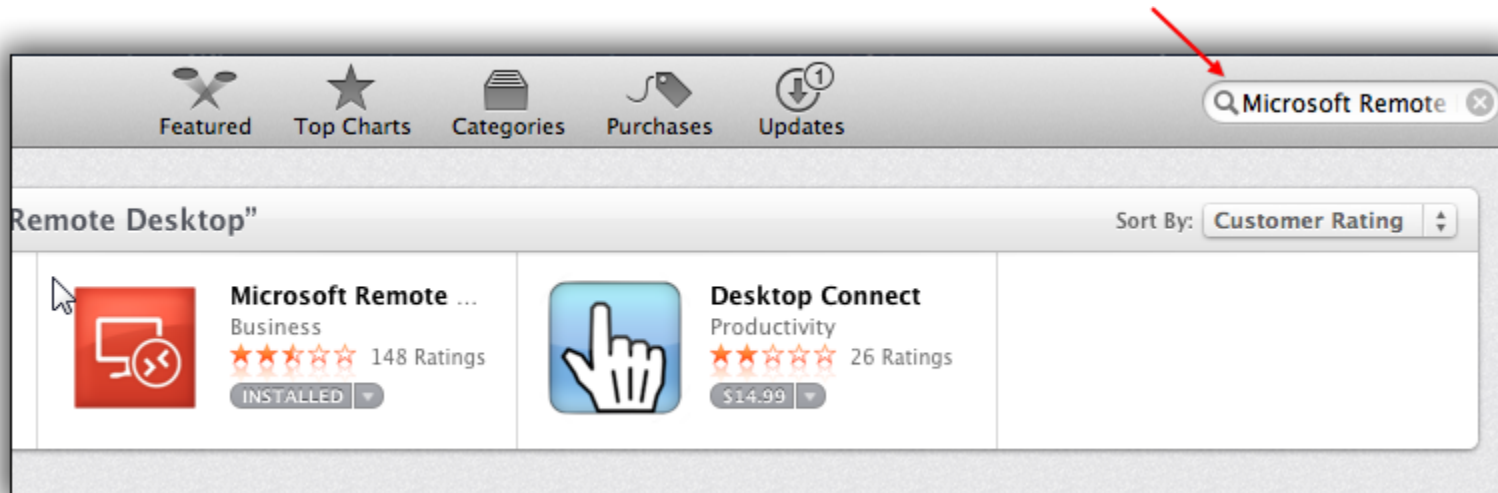 1
Featured Top Charts Categories Purchases Updates
Microsoft Remote
Remote Desktop”
Sort By: Customer Rating
Microsoft Remote ...
Business
148 Ratings
INSTALLED
Desktop Connect
Productivity
26 Ratings
$14.99